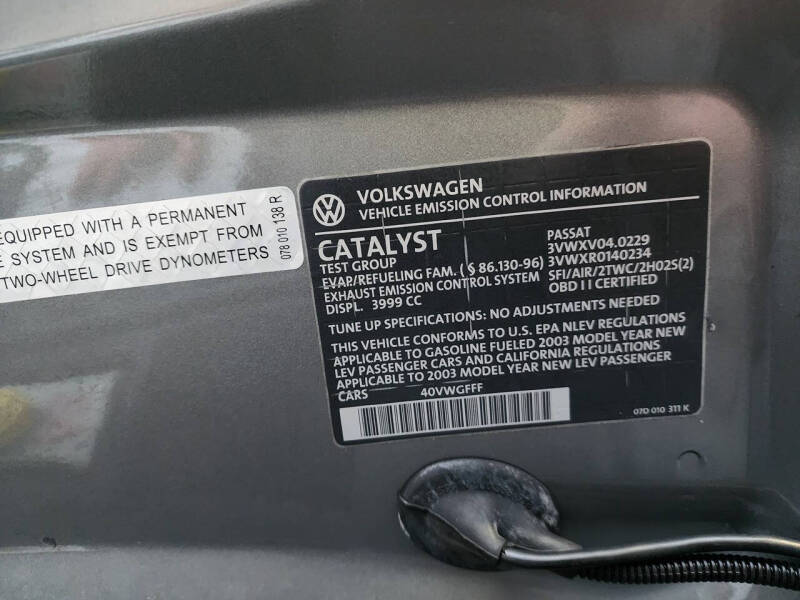 EQUIPPED WITH A PERMANENT
E SYSTEM AND IS EXEMPT FROM
TWO-WHEEL DRIVE DYNOMETERS
078 010 138 R
VOLKSWAGEN
VEHICLE EMISSION CONTROL INFORMATION
CATALYST PASSAT
TEST GROUP 3VWXV04.0229
EVAP/REFUELING FAM. ( § 86.130-96) 3VWXR0140234
EXHAUST EMISSION CONTROL SYSTEM SFI/AIR/2TWC/2H02S(2)
DISPL. 3999 CC OBD II CERTIFIED
TUNE UP SPECIFICATIONS: NO ADJUSTMENTS NEEDED
THIS VEHICLE CONFORMS TO U.S. EPA NLEV REGULATIONS
APPLICABLE TO GASOLINE FUELED 2003 MODEL YEAR NEW
LEV PASSENGER CARS AND CALIFORNIA REGULATIONS
APPLICABLE TO 2003 MODEL YEAR NEW LEV PASSENGER
CARS 40VWGFFF
07D 010 311 K